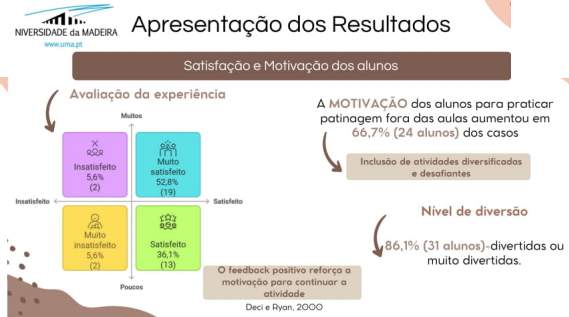 NIVERSIDADE da MADEIRA
www.uma.pt
Apresentação dos Resultados
Satisfação e Motivação dos alunos
Avaliação da experiência
Muitos
Insatisfeito
5,6%
(2)
Muito
satisfeito
52,8%
(19)
Insatisfeito
Satisfeito
Muito
insatisfeito
5,6%
(2)
Satisfeito
36,1%
(13)
Poucos
A MOTIVAÇÃO dos alunos para praticar
patinagem fora das aulas aumentou em
66,7% (24 alunos) dos casos
Inclusão de atividades diversificadas
e desafiantes
Nível de diversão
86,1% (31 alunos)-divertidas ou
muito divertidas.
O feedback positivo reforça a
motivação para continuar a
atividade
Deci e Ryan, 2000